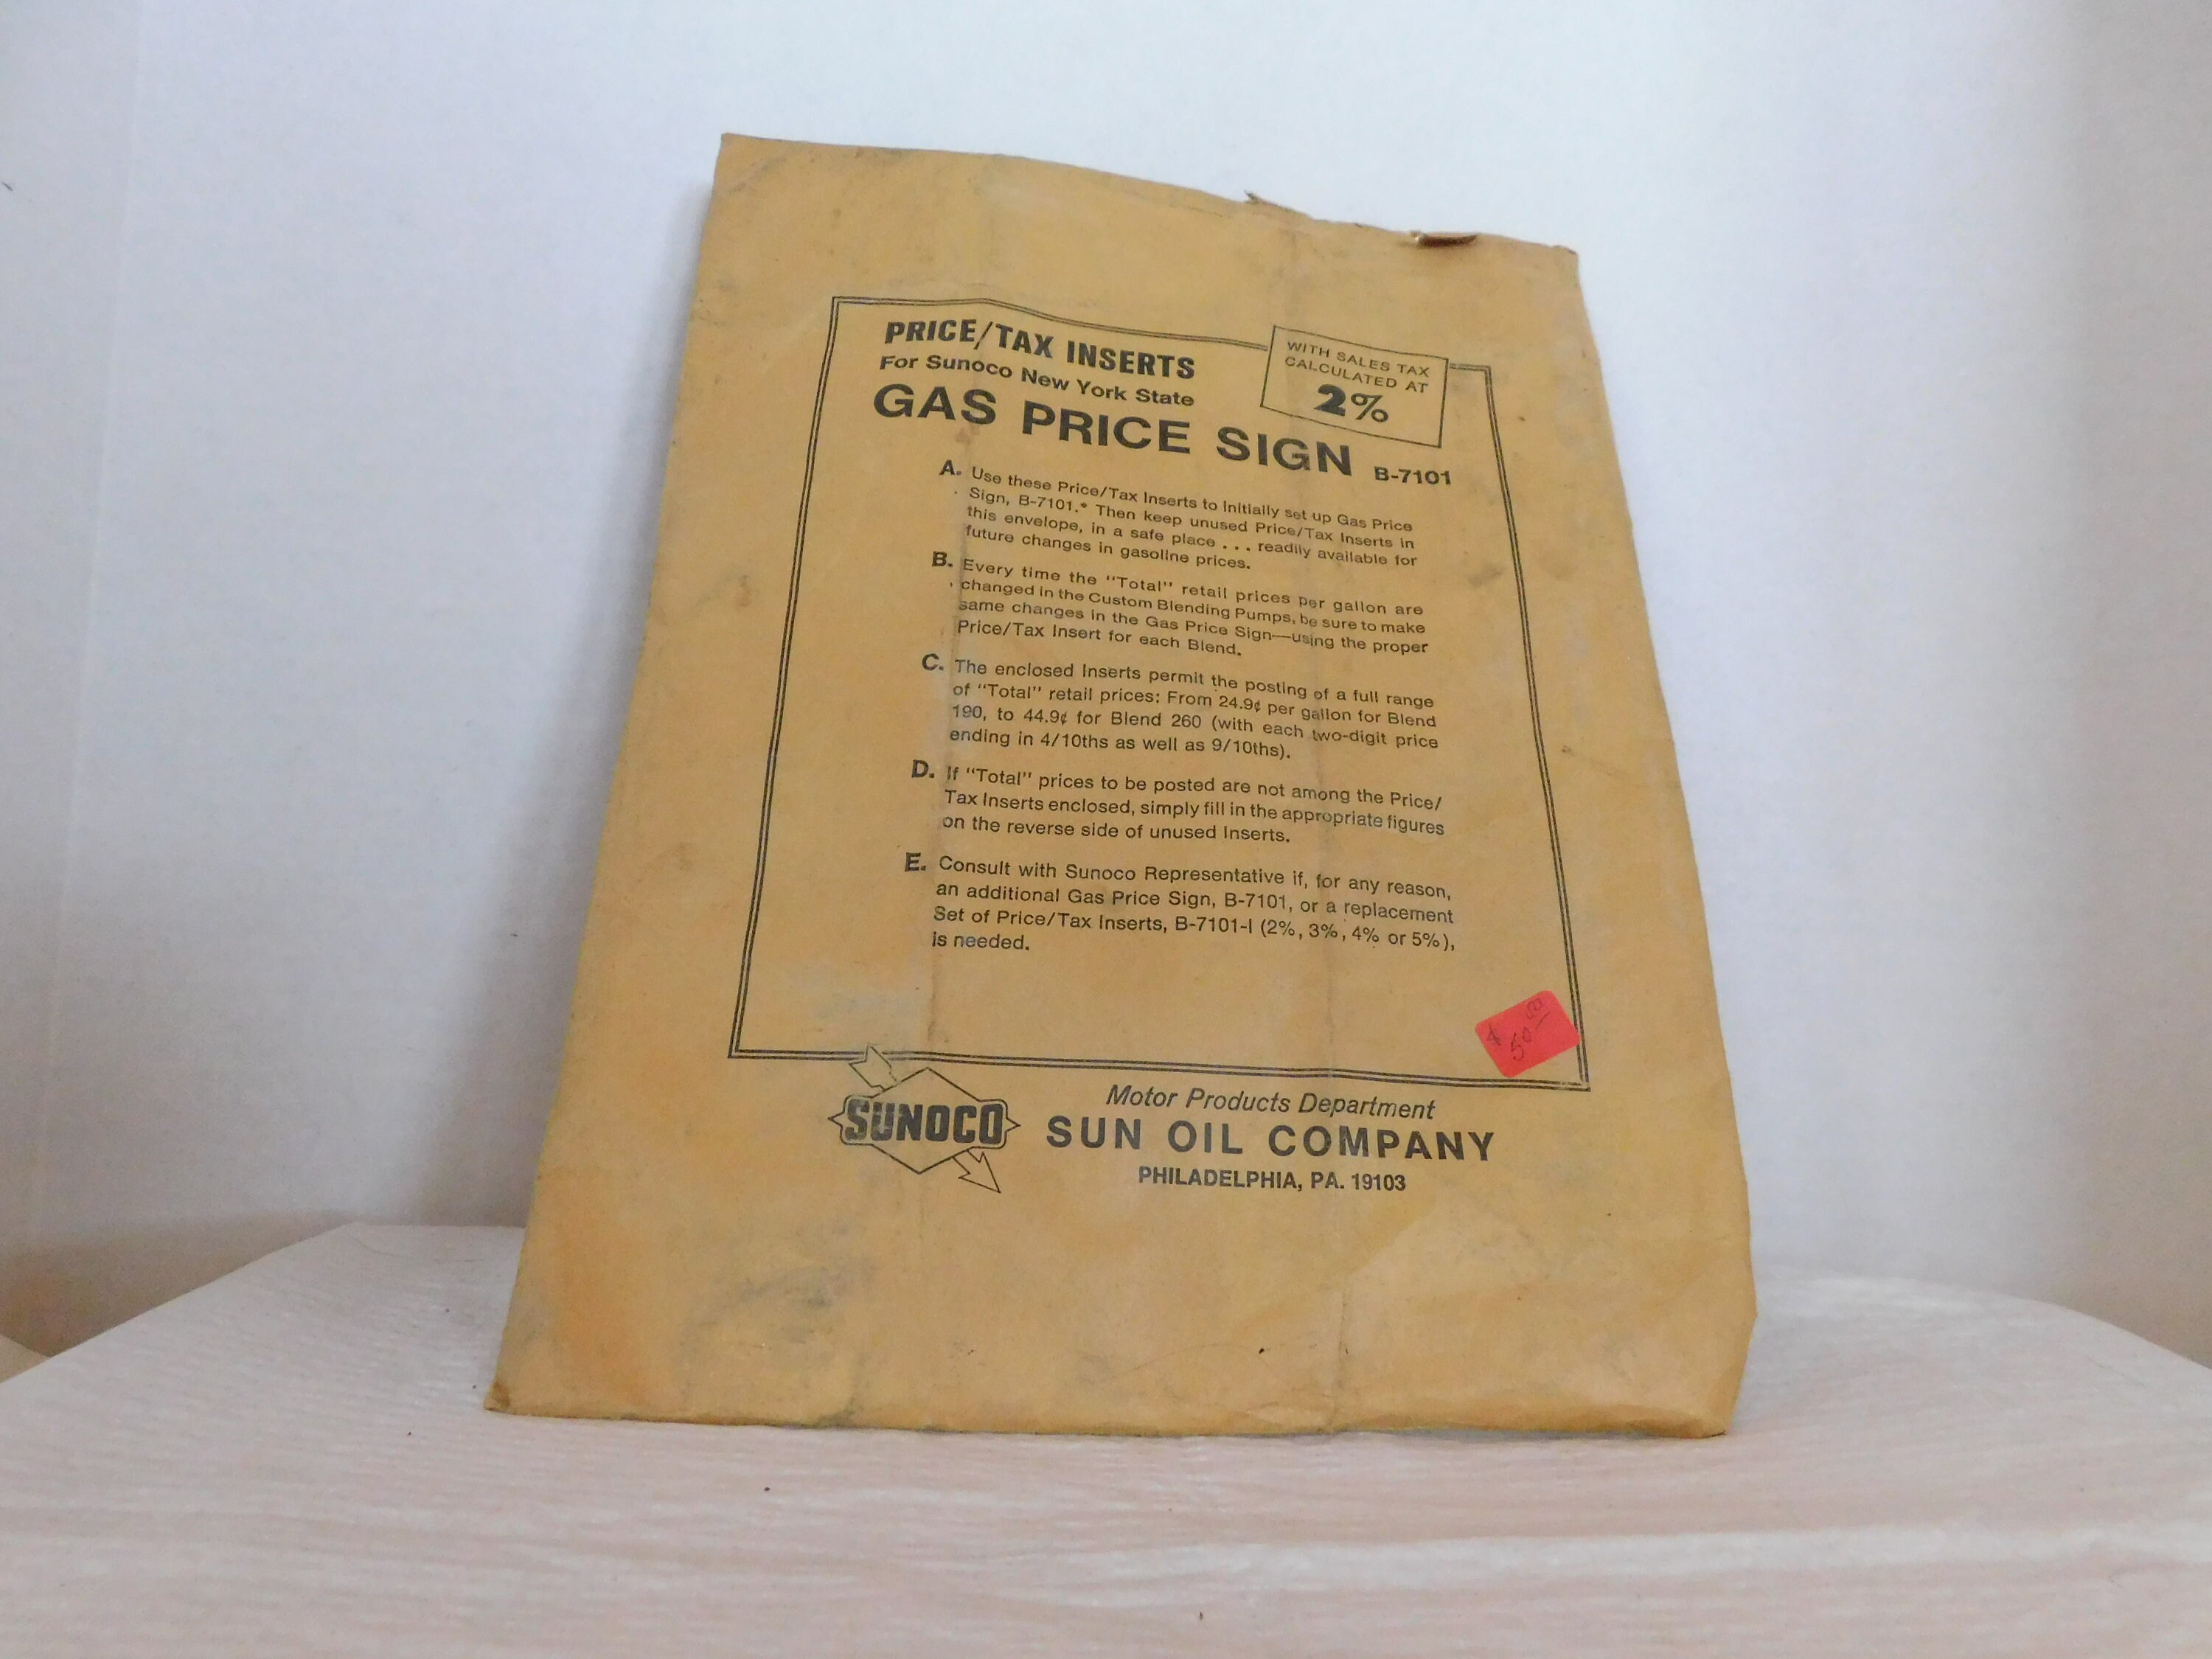 PRICE/TAX INSERTS
For Sunoco New York State
GAS PRICE SIGN B-7101
WITH SALES TAX
CALCULATED AT
2%
A. Use these Price/Tax Inserts to Initially set up Gas Price
Sign, B-7101.* Then keep unused Price/Tax Inserts in
this envelope, in a safe place . . . readily available for
future changes in gasoline prices.
B. Every time the "Total" retail prices per gallon are
changed in the Custom Blending Pumps, be sure to make
same changes in the Gas Price Sign—using the proper
Price/Tax Insert for each Blend.
C. The enclosed Inserts permit the posting of a full range
of "Total" retail prices: From 24.9¢ per gallon for Blend
190, to 44.9¢ for Blend 260 (with each two-digit price
ending in 4/10ths as well as 9/10ths).
D. If "Total" prices to be posted are not among the Price/
Tax Inserts enclosed, simply fill in the appropriate figures
on the reverse side of unused Inserts.
E. Consult with Sunoco Representative if, for any reason,
an additional Gas Price Sign, B-7101, or a replacement
Set of Price/Tax Inserts, B-7101-I (2%, 3%, 4% or 5%),
is needed.
$ 50.00
SUNOCO
Motor Products Department
SUN OIL COMPANY
PHILADELPHIA, PA. 19103